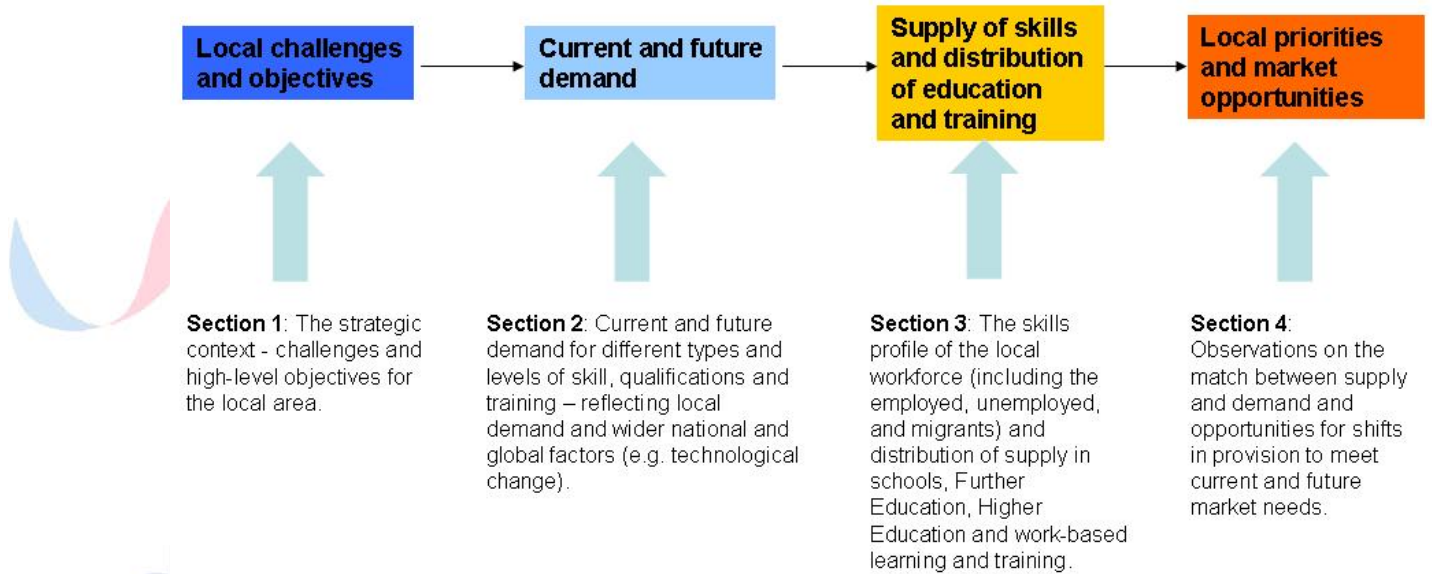 Local challenges
and objectives
Current and future
demand
Supply of skills
and distribution
of education
and training
Local priorities
and market
opportunities
Section 1: The strategic
context - challenges and
high-level objectives for
the local area.
Section 2: Current and future
demand for different types and
levels of skill, qualifications and
training – reflecting local
demand and wider national and
global factors (e.g. technological
change).
Section 3: The skills
profile of the local
workforce (including the
employed, unemployed,
and migrants) and
distribution of supply in
schools, Further
Education, Higher
Education and work-based
learning and training.
Section 4:
Observations on the
match between supply
and demand and
opportunities for shifts
in provision to meet
current and future
market needs.